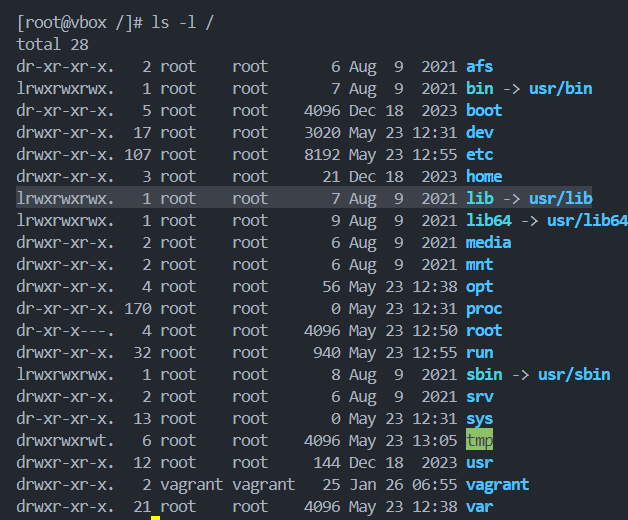 [root@vbox /]# ls -l /
total 28
dr-xr-xr-x.   2 root    root       6 Aug  9  2021 afs
lrwxrwxrwx.   1 root    root       7 Aug  9  2021 bin -> usr/bin
dr-xr-xr-x.   5 root    root    4096 Dec 18  2023 boot
drwxr-xr-x.  17 root    root    3020 May 23 12:31 dev
drwxr-xr-x. 107 root    root    8192 May 23 12:55 etc
drwxr-xr-x.   3 root    root      21 Dec 18  2023 home
lrwxrwxrwx.   1 root    root       7 Aug  9  2021 lib -> usr/lib
lrwxrwxrwx.   1 root    root       9 Aug  9  2021 lib64 -> usr/lib64
drwxr-xr-x.   2 root    root       6 Aug  9  2021 media
drwxr-xr-x.   2 root    root       6 Aug  9  2021 mnt
drwxr-xr-x.   4 root    root      56 May 23 12:38 opt
dr-xr-xr-x. 170 root    root       0 May 23 12:31 proc
dr-xr-x---.   4 root    root    4096 May 23 12:50 root
drwxr-xr-x.  32 root    root     940 May 23 12:55 run
lrwxrwxrwx.   1 root    root       8 Aug  9  2021 sbin -> usr/sbin
drwxr-xr-x.   2 root    root       6 Aug  9  2021 srv
dr-xr-xr-x.  13 root    root       0 May 23 12:31 sys
drwxrwxrwt.   6 root    root    4096 May 23 13:05 tmp
drwxr-xr-x.  12 root    root     144 Dec 18  2023 usr
drwxr-xr-x.   2 vagrant vagrant   25 Jan 26 06:55 vagrant
drwxr-xr-x.  21 root    root    4096 May 23 12:38 var